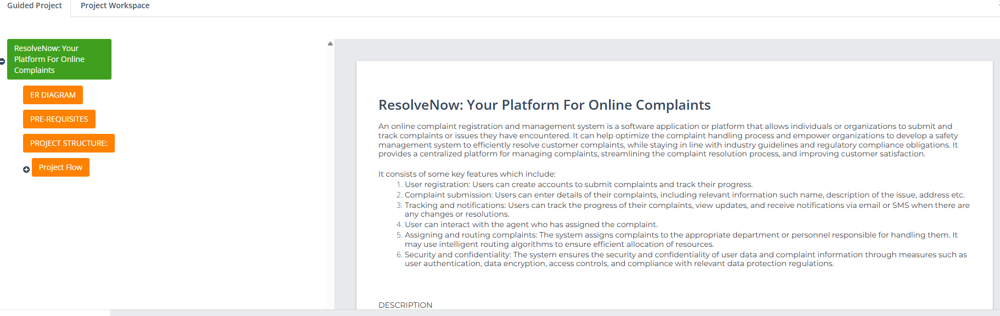 Guided Project
Project Workspace
ResolveNow: Your
Platform For Online
Complaints
ER DIAGRAM
PRE-REQUISITES
PROJECT STRUCTURE:
Project Flow
ResolveNow: Your Platform For Online Complaints
An online complaint registration and management system is a software application or platform that allows individuals or organizations to submit and
track complaints or issues they have encountered. It can help optimize the complaint handling process and empower organizations to develop a safety
management system to efficiently resolve customer complaints, while staying in line with industry guidelines and regulatory compliance obligations. It
provides a centralized platform for managing complaints, streamlining the complaint resolution process, and improving customer satisfaction.
It consists of some key features which include:
1. User registration: Users can create accounts to submit complaints and track their progress.
2. Complaint submission: Users can enter details of their complaints, including relevant information such name, description of the issue, address etc.
3. Tracking and notifications: Users can track the progress of their complaints, view updates, and receive notifications via email or SMS when there are
any changes or resolutions.
4. User can interact with the agent who has assigned the complaint.
5. Assigning and routing complaints: The system assigns complaints to the appropriate department or personnel responsible for handling them. It
may use intelligent routing algorithms to ensure efficient allocation of resources.
6. Security and confidentiality: The system ensures the security and confidentiality of user data and complaint information through measures such as
user authentication, data encryption, access controls, and compliance with relevant data protection regulations.
DESCRIPTION